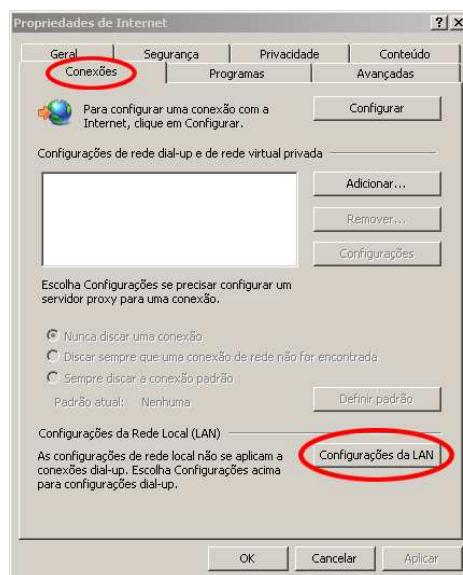 Propriedades de Internet
Geral
Segurança
Privacidade
Conteúdo
Conexões
Programas
Avançadas
Para configurar uma conexão com a
Internet, clique em Configurar.
Configurar
Configurações de rede dial-up e de rede virtual privada
Adicionar...
Remover...
Configurações
Escolha Configurações se precisar configurar um
servidor proxy para uma conexão.
Nunca discar uma conexão
Discar sempre que uma conexão de rede não for encontrada
Sempre discar a conexão padrão
Padrão atual: Nenhuma
Definir padrão
Configurações da Rede Local (LAN)
As configurações de rede local não se aplicam a
conexões dial-up. Escolha Configurações acima
para configurações dial-up.
Configurações da LAN
OK
Cancelar
Aplicar